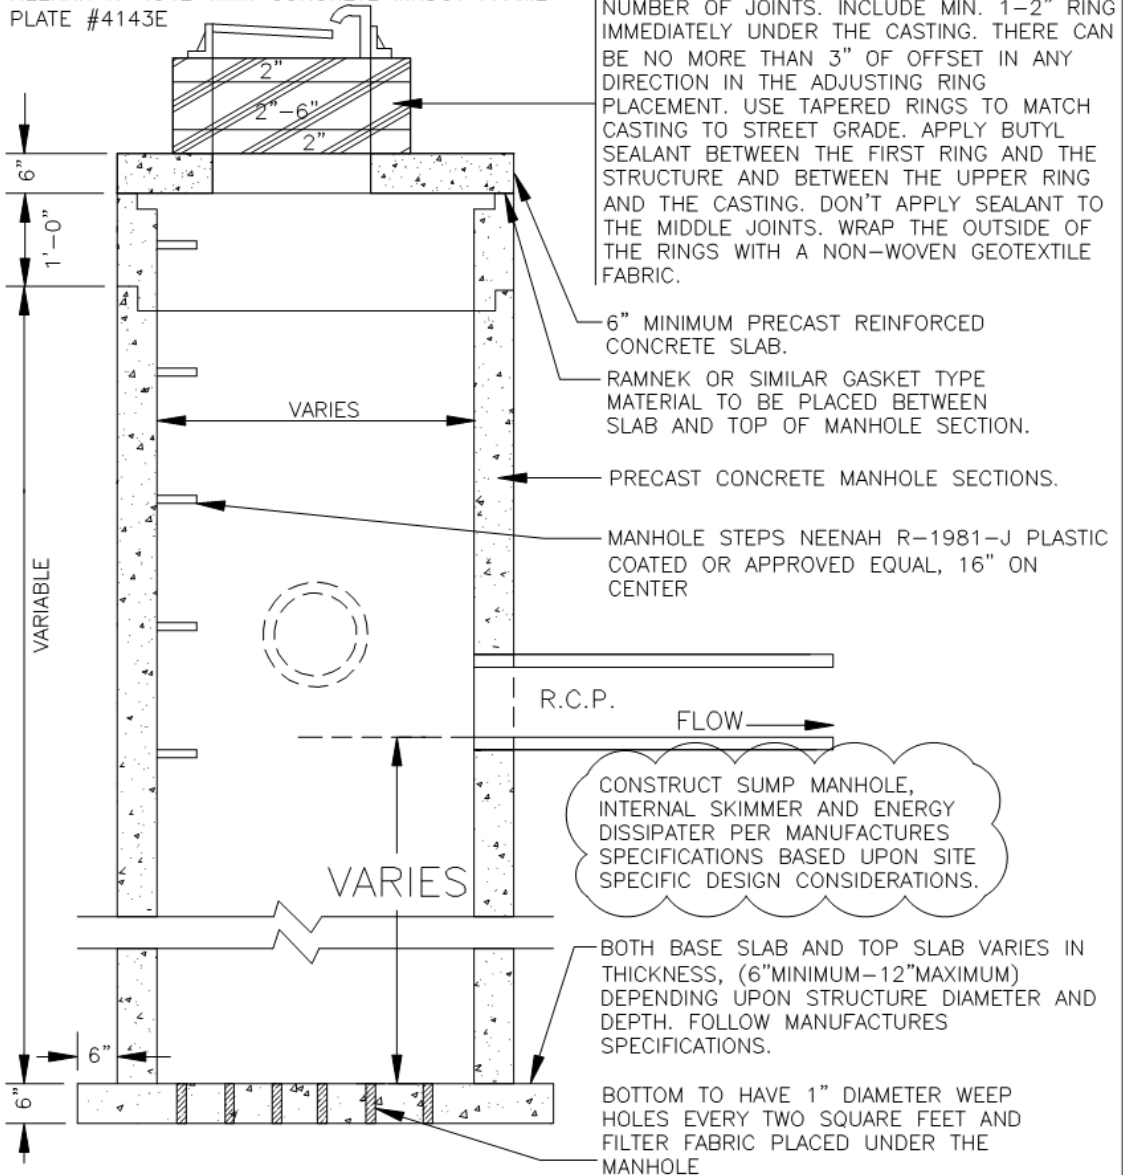 PLATE #4143E
NUMBER OF JOINTS. INCLUDE MIN. 1-2" RING
IMMEDIATELY UNDER THE CASTING. THERE CAN
BE NO MORE THAN 3" OF OFFSET IN ANY
DIRECTION IN THE ADJUSTING RING
PLACEMENT. USE TAPERED RINGS TO MATCH
CASTING TO STREET GRADE. APPLY BUTYL
SEALANT BETWEEN THE FIRST RING AND THE
STRUCTURE AND BETWEEN THE UPPER RING
AND THE CASTING. DON'T APPLY SEALANT TO
THE MIDDLE JOINTS. WRAP THE OUTSIDE OF
THE RINGS WITH A NON-WOVEN GEOTEXTILE
FABRIC.
2"
2"-6"
2"
6"
1'-0"
6" MINIMUM PRECAST REINFORCED
CONCRETE SLAB.
RAMNEK OR SIMILAR GASKET TYPE
MATERIAL TO BE PLACED BETWEEN
SLAB AND TOP OF MANHOLE SECTION.
VARIES
PRECAST CONCRETE MANHOLE SECTIONS.
MANHOLE STEPS NEENAH R-1981-J PLASTIC
COATED OR APPROVED EQUAL, 16" ON
CENTER
VARIABLE
R.C.P.
FLOW
CONSTRUCT SUMP MANHOLE,
INTERNAL SKIMMER AND ENERGY
DISSIPATER PER MANUFACTURES
SPECIFICATIONS BASED UPON SITE
SPECIFIC DESIGN CONSIDERATIONS.
VARIES
BOTH BASE SLAB AND TOP SLAB VARIES IN
THICKNESS, (6"MINIMUM-12"MAXIMUM)
DEPENDING UPON STRUCTURE DIAMETER AND
DEPTH. FOLLOW MANUFACTURES
SPECIFICATIONS.
6"
6"
BOTTOM TO HAVE 1" DIAMETER WEEP
HOLES EVERY TWO SQUARE FEET AND
FILTER FABRIC PLACED UNDER THE
MANHOLE